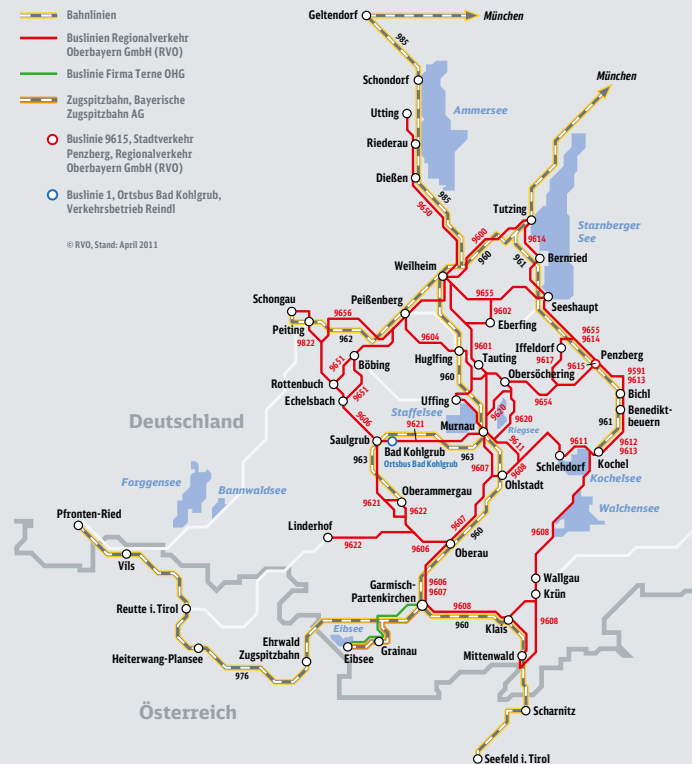 Bahnlinien
Buslinien Regionalverkehr
Oberbayern GmbH (RVO)
Buslinie Firma Terne OHG
Zugspitzbahn, Bayerische
Zugspitzbahn AG
Buslinie 9615, Stadtverkehr
Penzberg, Regionalverkehr
Oberbayern GmbH (RVO)
Buslinie 1, Ortsbus Bad Kohlgrub,
Verkehrsbetrieb Reindl
© RVO, Stand: April 2011
Geltendorf
München
985
Schondorf
München
Utting
Ammersee
Riederau
Dießen
985
9650
Tutzing
9600
960
9614
Starnberger
See
961
Bernried
Weilheim
9655
Seeshaupt
Schongau
Peißenberg
9602
Peiting
9656
Eberfing
9655
9614
9822
962
9604
9601
Iffeldorf
Penzberg
9651
Böbing
Huglfing
Tauting
9617
9615
9591
9613
Rottenbuch
9651
960
Obersöchering
9654
Bichl
Echelsbach
Uffing
9620
9620
Benedikt-
beuern
9606
Staffelsee
Riegsee
961
Deutschland
9621
Murnau
9612
9613
Saulgrub
Bad Kohlgrub
963
9611
9611
Kochel
Ortsbus Bad Kohlgrub
963
9607
9608
Schlehdorf
Kochelsee
Ohlstadt
Forggensee
Bannwaldsee
9621
Oberammergau
Walchensee
9622
Pfronten-Ried
Linderhof
9607
9608
9622
9606
960
Oberau
Vils
Wallgau
Garmisch-
Partenkirchen
9606
9607
Krün
Reutte i. Tirol
9608
9608
960
Klais
Eibsee
Ehrwald
Zugspitzbahn
Grainau
Heiterwang-Plansee
Eibsee
Mittenwald
976
Österreich
Scharnitz
Seefeld i. Tirol